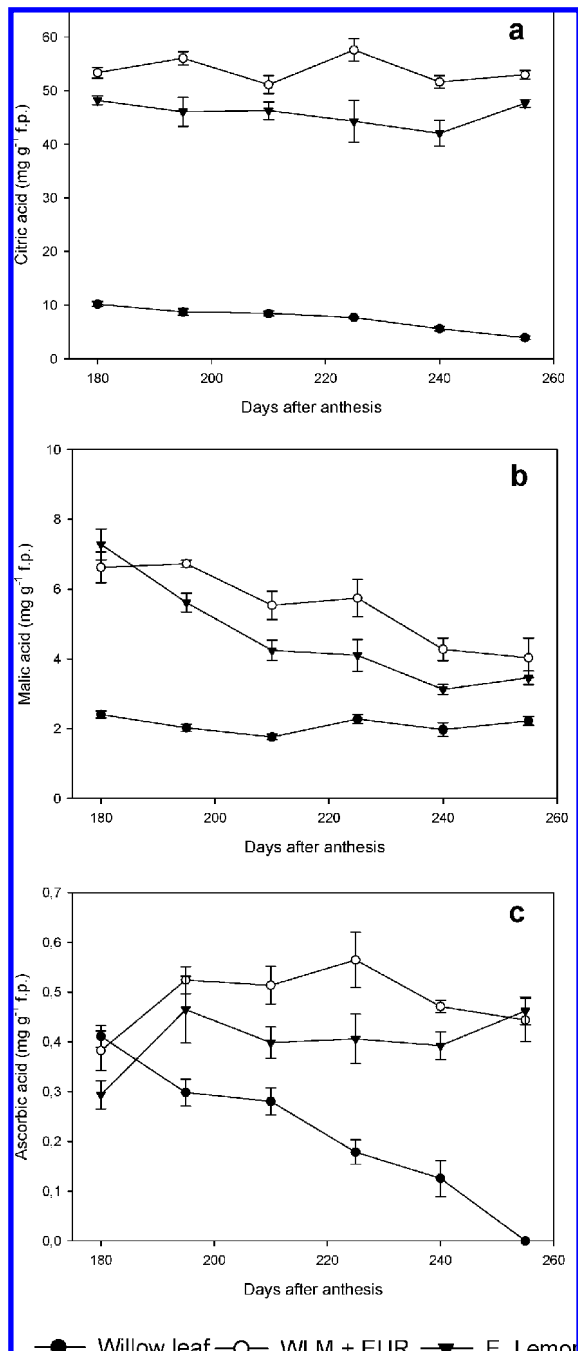 a
60
50
40
30
20
10
0
Citric acid (mg g⁻¹ f.p.)
180 200 220 240 260
Days after anthesis
b
10
8
6
4
2
0
Malic acid (mg g⁻¹ f.p.)
180 200 220 240 260
Days after anthesis
c
0,7
0,6
0,5
0,4
0,3
0,2
0,1
0,0
Ascorbic acid (mg g⁻¹ f.p.)
180 200 220 240 260
Days after anthesis
Willow leaf WLM + EUR E. Lemon